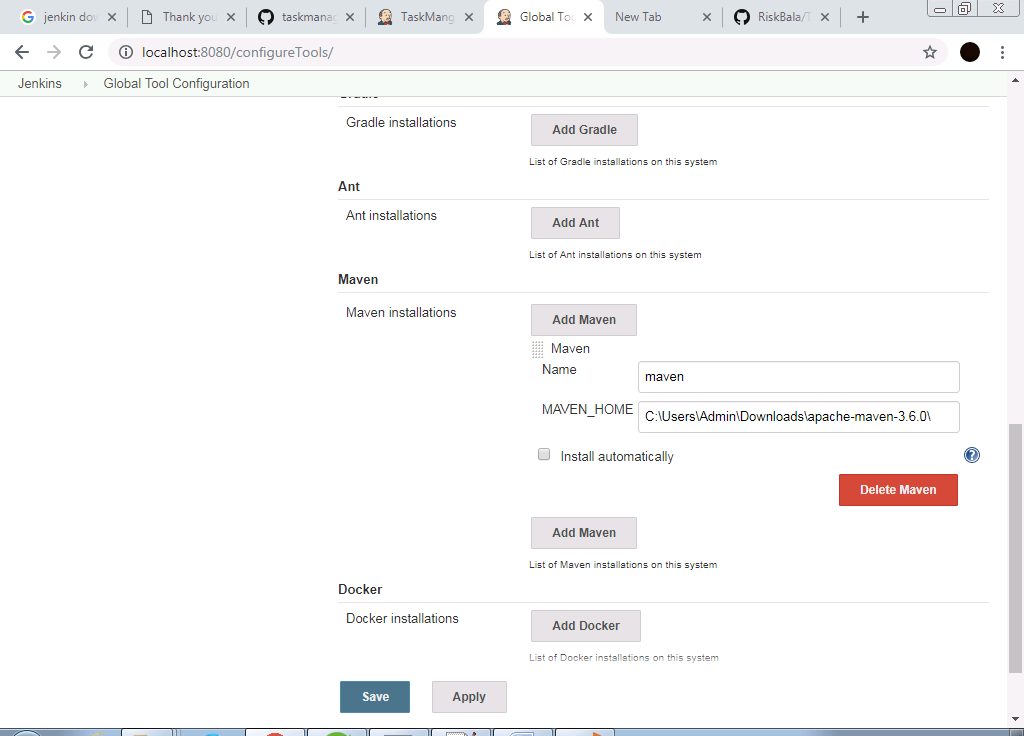 jenkin dov
Thank you
taskmanag
TaskMang
Global Too
New Tab
RiskBala/T
localhost:8080/configureTools/
Jenkins
Global Tool Configuration
Gradle
Gradle installations
Add Gradle
List of Gradle installations on this system
Ant
Ant installations
Add Ant
List of Ant installations on this system
Maven
Maven installations
Add Maven
Maven
Name
maven
MAVEN_HOME
C:\Users\Admin\Downloads\apache-maven-3.6.0\
Install automatically
Delete Maven
Add Maven
List of Maven installations on this system
Docker
Docker installations
Add Docker
List of Docker installations on this system
Save
Apply